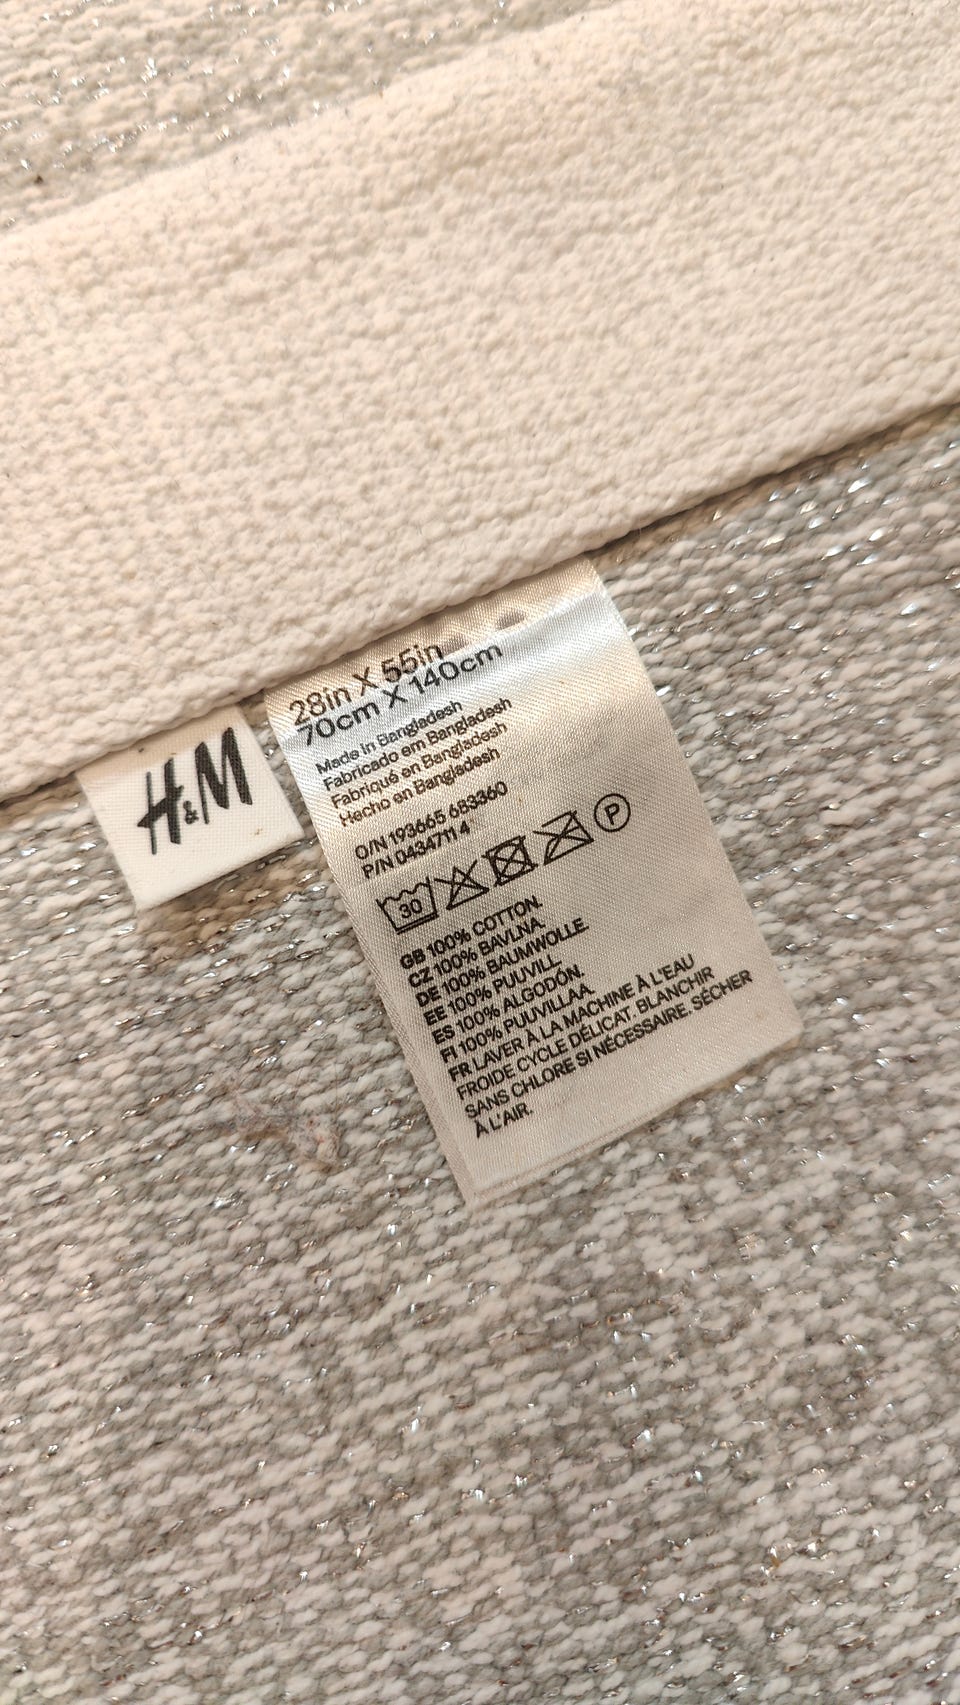 H&M
28in X 55in
70cm X 140cm
Made in Bangladesh
Fabricado em Bangladesh
Fabriqué en Bangladesh
Hecho en Bangladesh
O/N 193665 683360
P/N 0434711 4
30 P
GB 100% COTTON.
CZ 100% BAVLNA.
DE 100% BAUMWOLLE.
EE 100% PUUVILL.
ES 100% ALGODÓN.
FI 100% PUUVILLAA.
FR LAVER À LA MACHINE À L'EAU
FROIDE CYCLE DÉLICAT. BLANCHIR
SANS CHLORE SI NÉCESSAIRE. SÉCHER
À L'AIR.